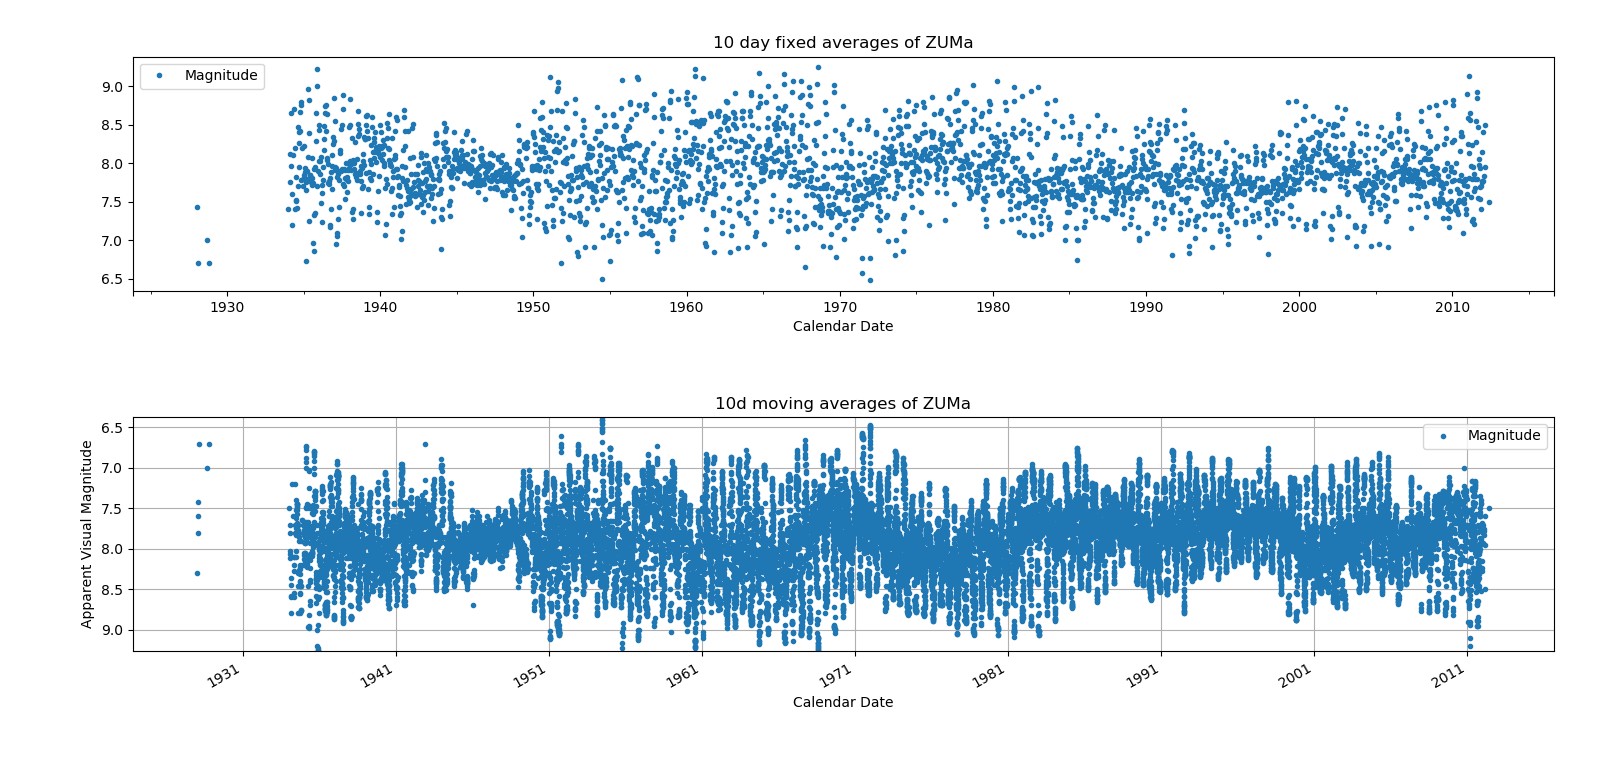 10 day fixed averages of ZUMa
Magnitude
9.0
8.5
8.0
7.5
7.0
6.5
1930 1940 1950 1960 1970 1980 1990 2000 2010
Calendar Date
10d moving averages of ZUMa
Magnitude
Apparent Visual Magnitude
6.5
7.0
7.5
8.0
8.5
9.0
1931 1941 1951 1961 1971 1981 1991 2001 2011
Calendar Date